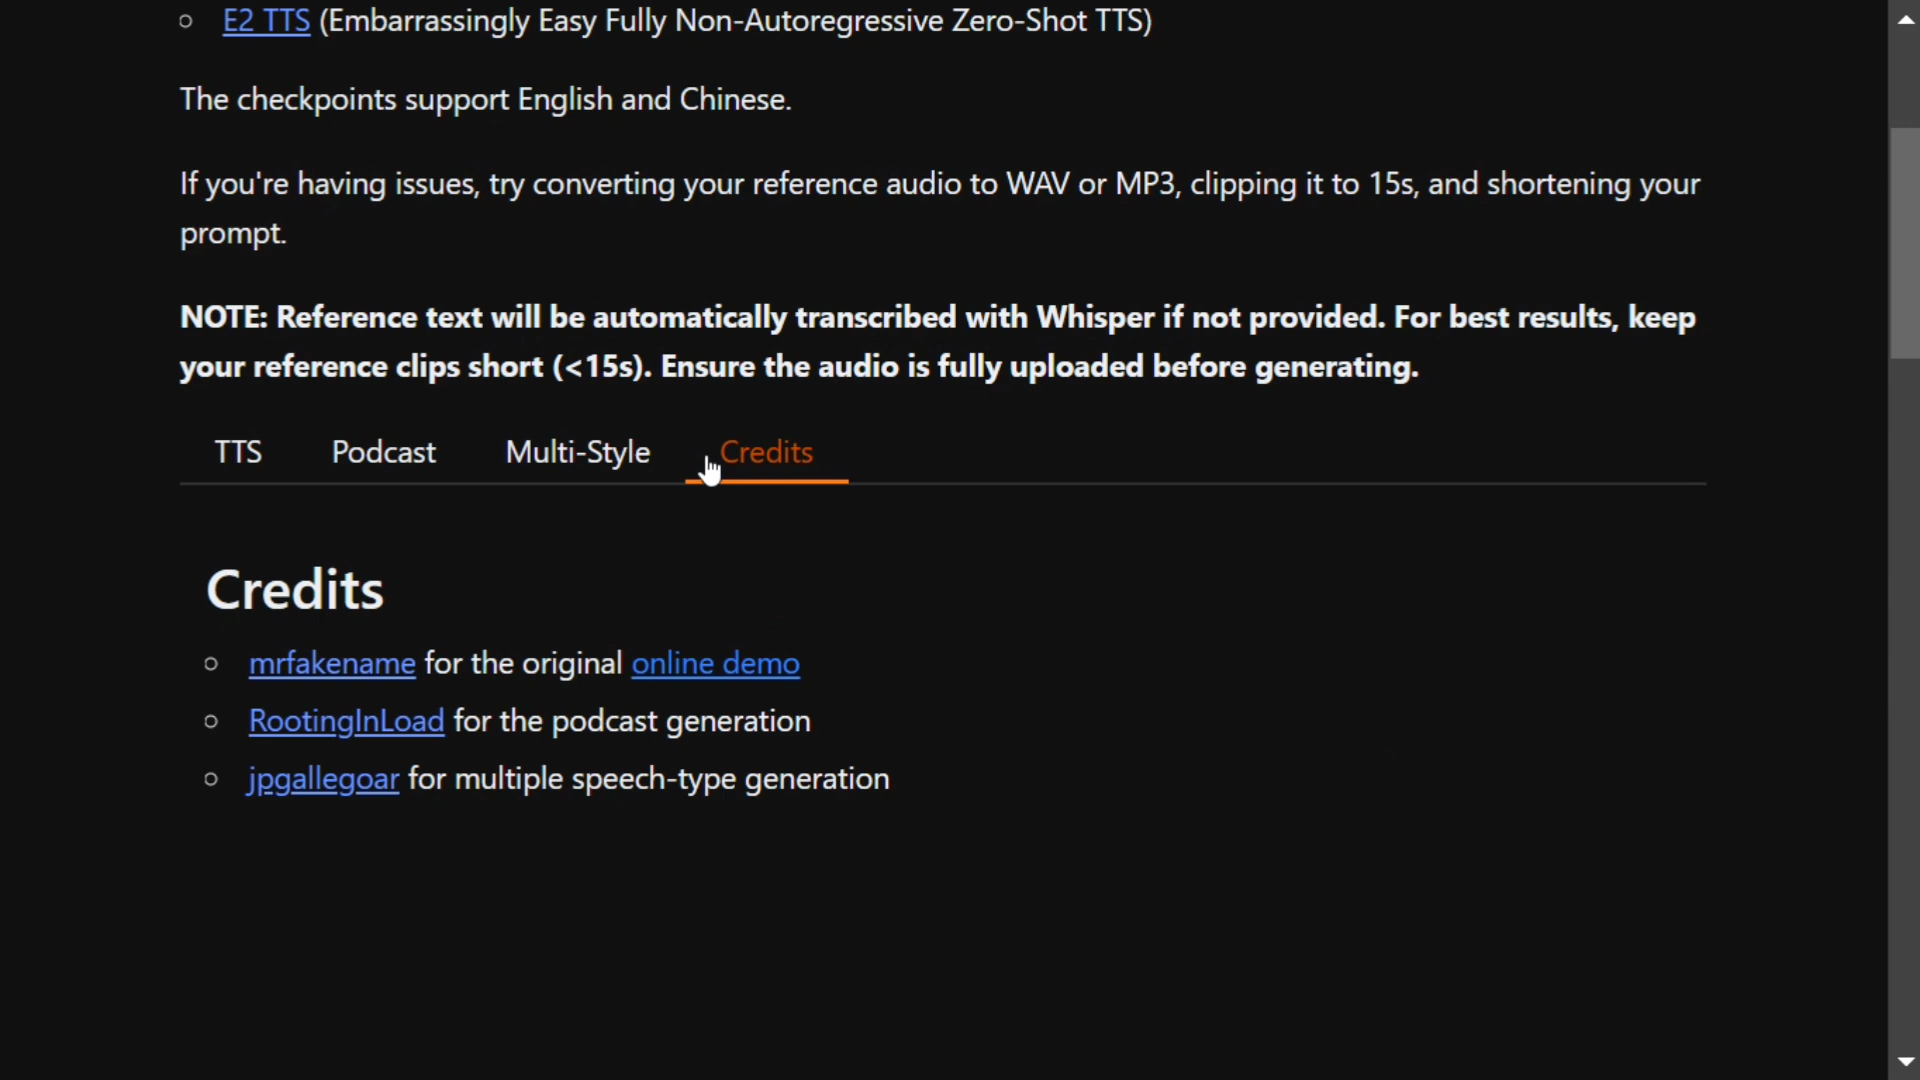 E2 TTS (Embarrassingly Easy Fully Non-Autoregressive Zero-Shot TTS)
The checkpoints support English and Chinese.
If you're having issues, try converting your reference audio to WAV or MP3, clipping it to 15s, and shortening your
prompt.
NOTE: Reference text will be automatically transcribed with Whisper if not provided. For best results, keep
your reference clips short (<15s). Ensure the audio is fully uploaded before generating.
TTS Podcast Multi-Style Credits
Credits
mrfakename for the original online demo
RootingInLoad for the podcast generation
jpgallegoar for multiple speech-type generation